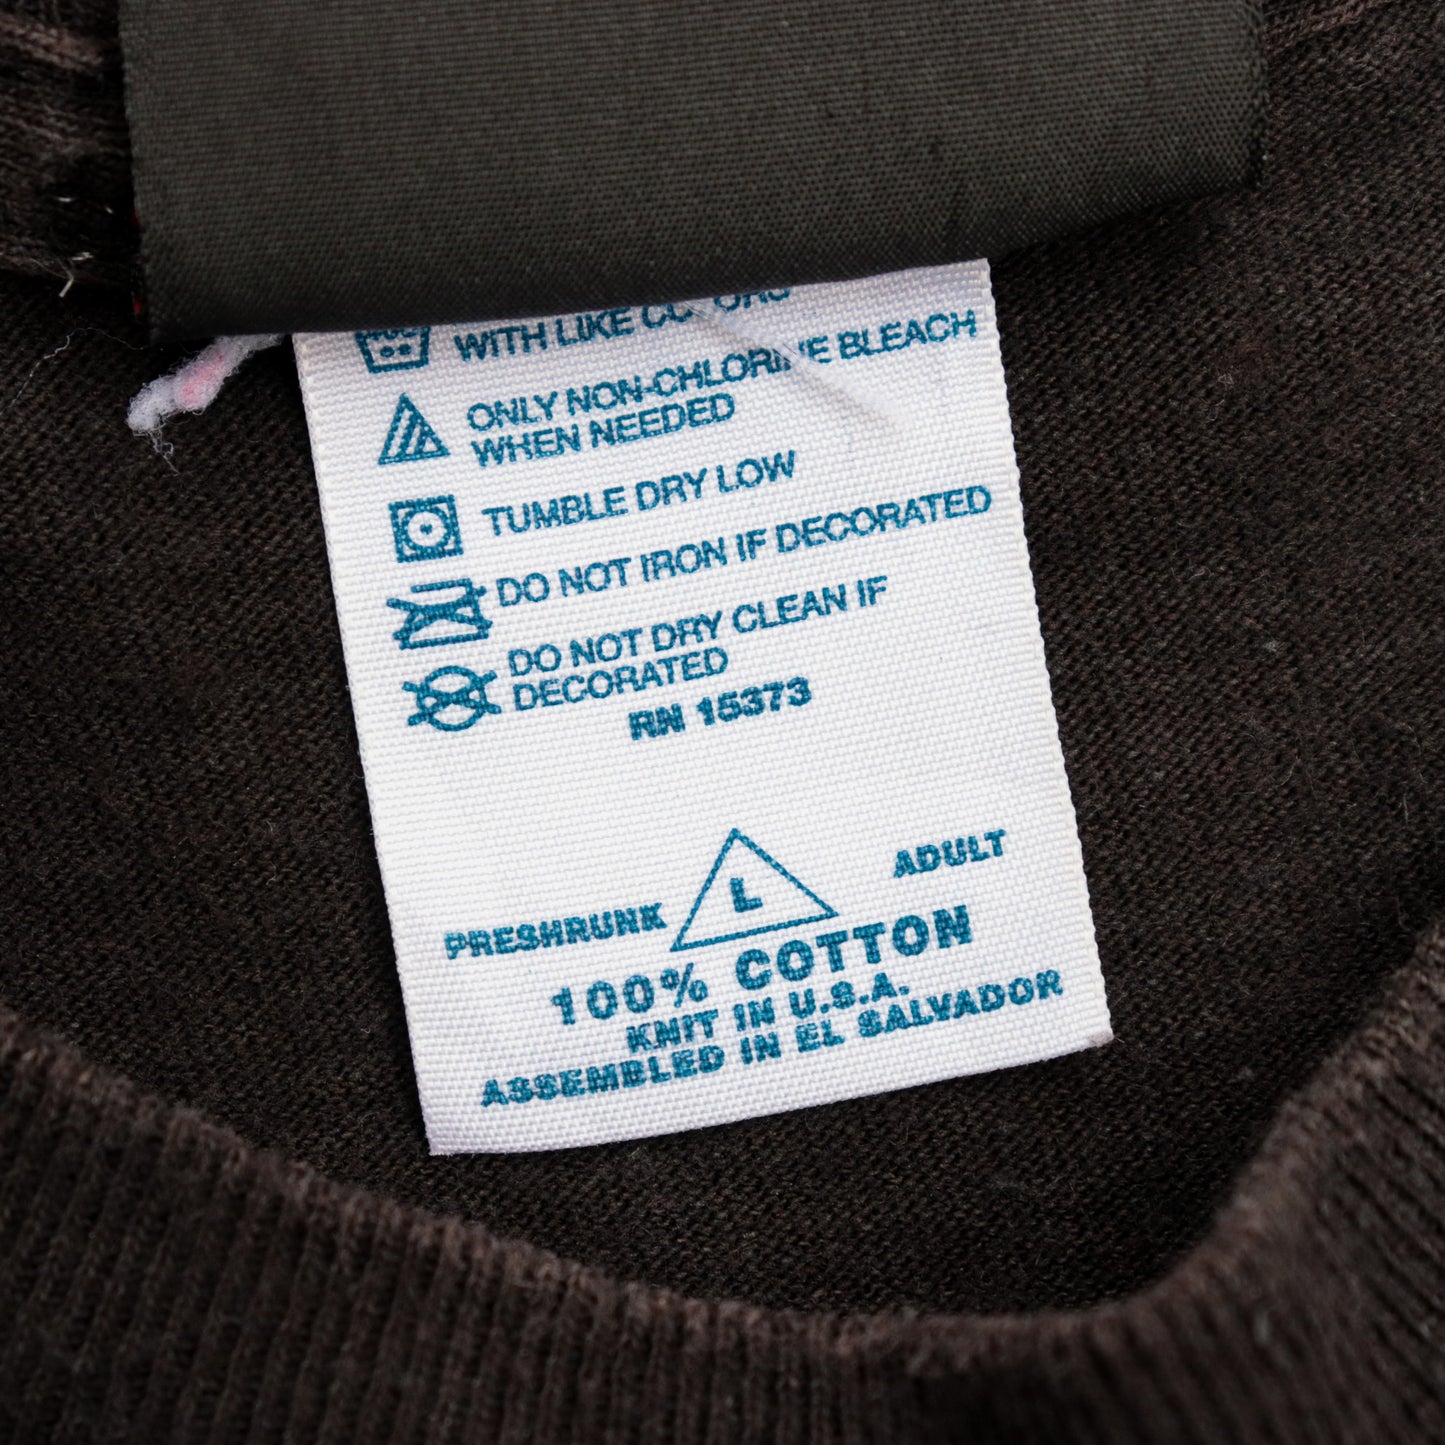 WITH LIKE COLORS
ONLY NON-CHLORINE BLEACH
WHEN NEEDED
TUMBLE DRY LOW
DO NOT IRON IF DECORATED
DO NOT DRY CLEAN IF
DECORATED
RN 15373
L
ADULT
PRESHRUNK
100% COTTON
KNIT IN U.S.A.
ASSEMBLED IN EL SALVADOR